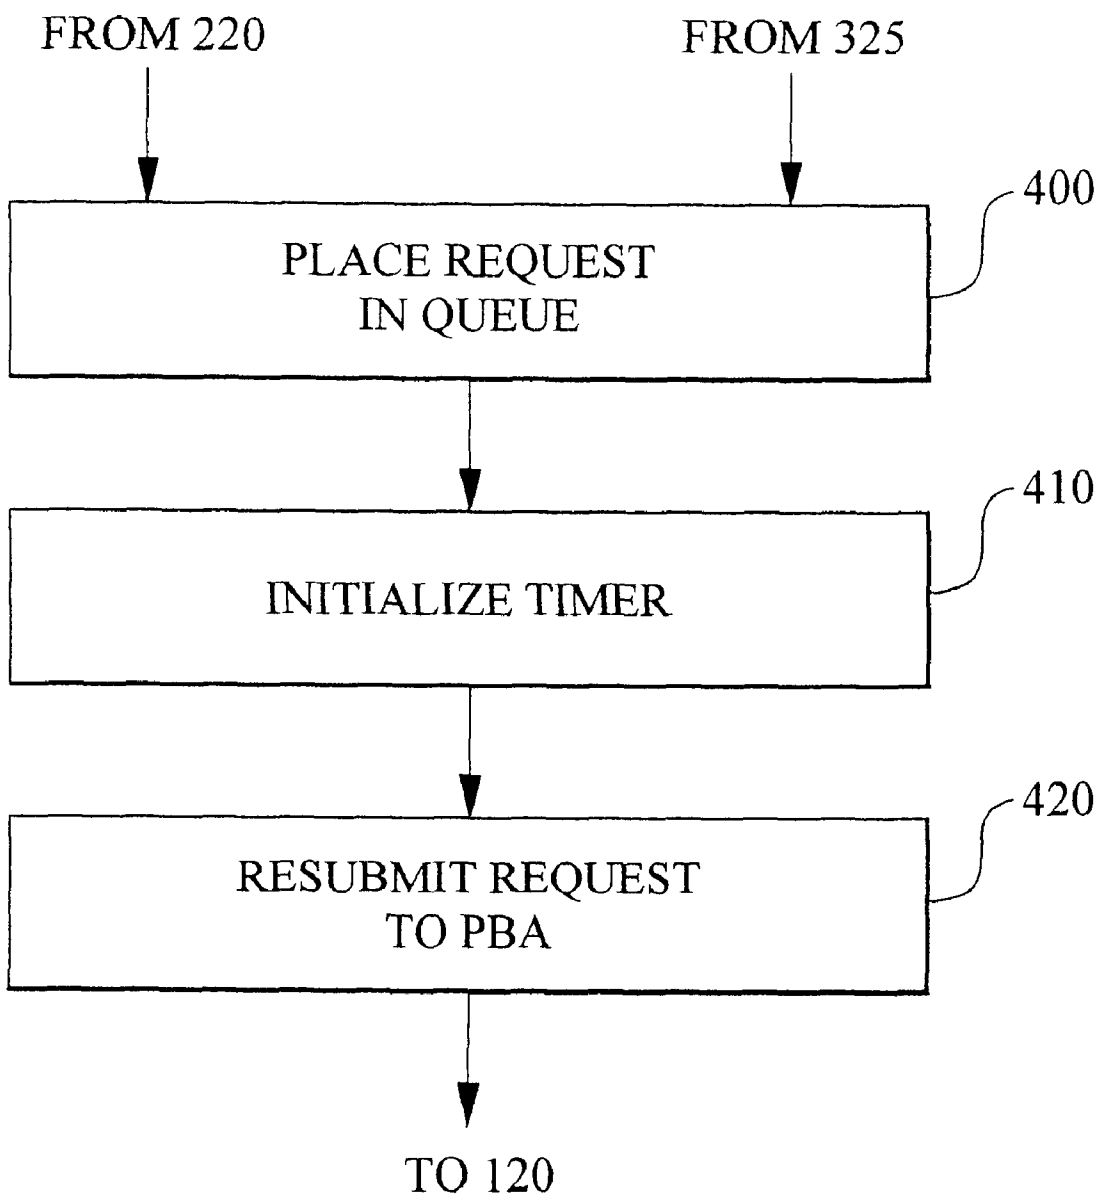 FROM 220
FROM 325
400
PLACE REQUEST
IN QUEUE
410
INITIALIZE TIMER
420
RESUBMIT REQUEST
TO PBA
TO 120